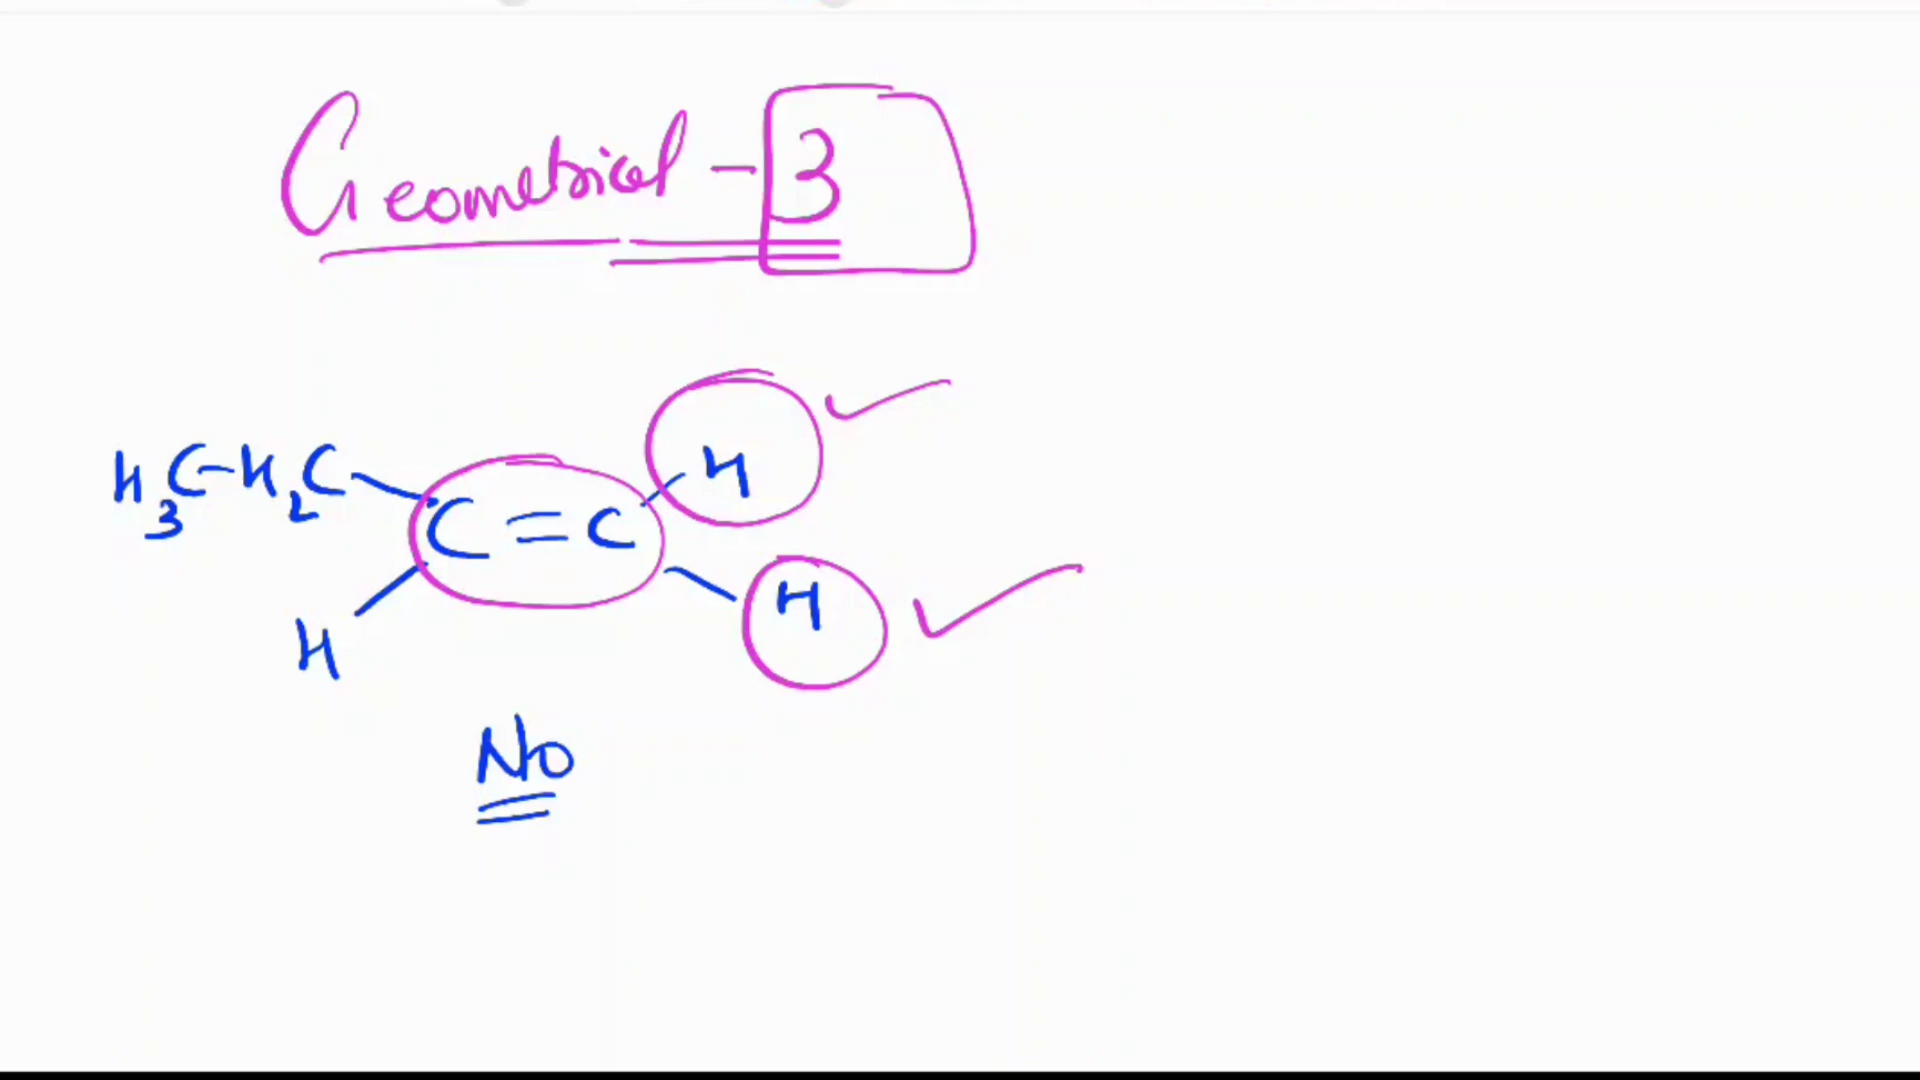 Geometrical - 3
H
H₃C-H₂C C=C
H
H
No